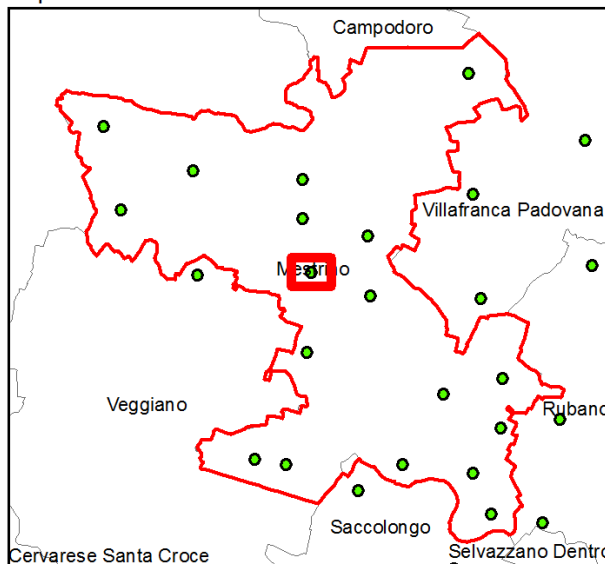 Campodoro
Villafranca Padovana
Mestrino
Veggiano
Rubano
Saccolongo
Cervarese Santa Croce
Selvazzano Dentro